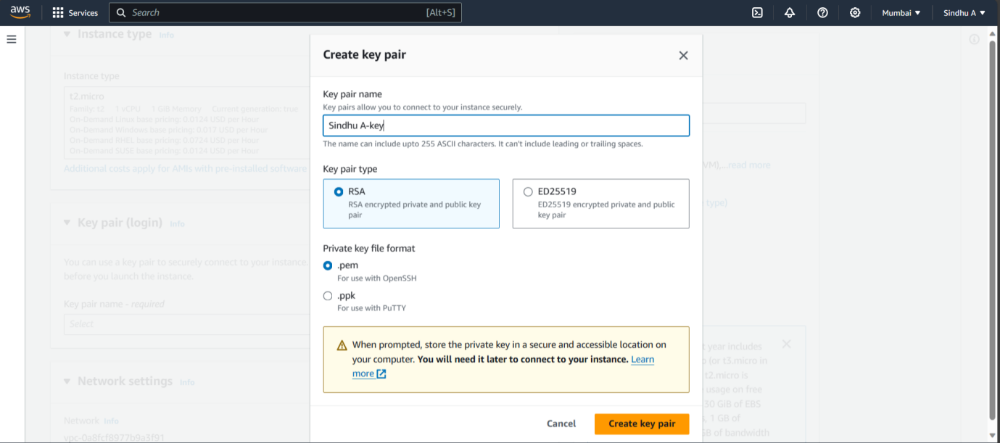 aws
Services
Search
[Alt+S]
Mumbai
Sindhu A
Instance type Info
Instance type
t2.micro
Family: t2 1 vCPU 1 GiB Memory Current generation: true
On-Demand Linux base pricing: 0.0124 USD per Hour
On-Demand Windows base pricing: 0.017 USD per Hour
On-Demand RHEL base pricing: 0.0724 USD per Hour
On-Demand SUSE base pricing: 0.0124 USD per Hour
Additional costs apply for AMIs with pre-installed software
Key pair (login) Info
You can use a key pair to securely connect to your instance.
before you launch the instance.
Key pair name - required
Select
Network settings Info
Network Info
vpc-0a8fcf8977b9a3f91
Create key pair
Key pair name
Key pairs allow you to connect to your instance securely.
Sindhu A-key
The name can include upto 255 ASCII characters. It can't include leading or trailing spaces.
Key pair type
RSA
RSA encrypted private and public key
pair
ED25519
ED25519 encrypted private and public
key pair
Private key file format
.pem
For use with OpenSSH
.ppk
For use with PuTTY
When prompted, store the private key in a secure and accessible location on
your computer. You will need it later to connect to your instance. Learn
more
Cancel
Create key pair
VM),...read more
type)
t year includes
(or t3.micro in
t2.micro is
usage on free
30 GiB of EBS
, 1 GB of
GB of bandwidth